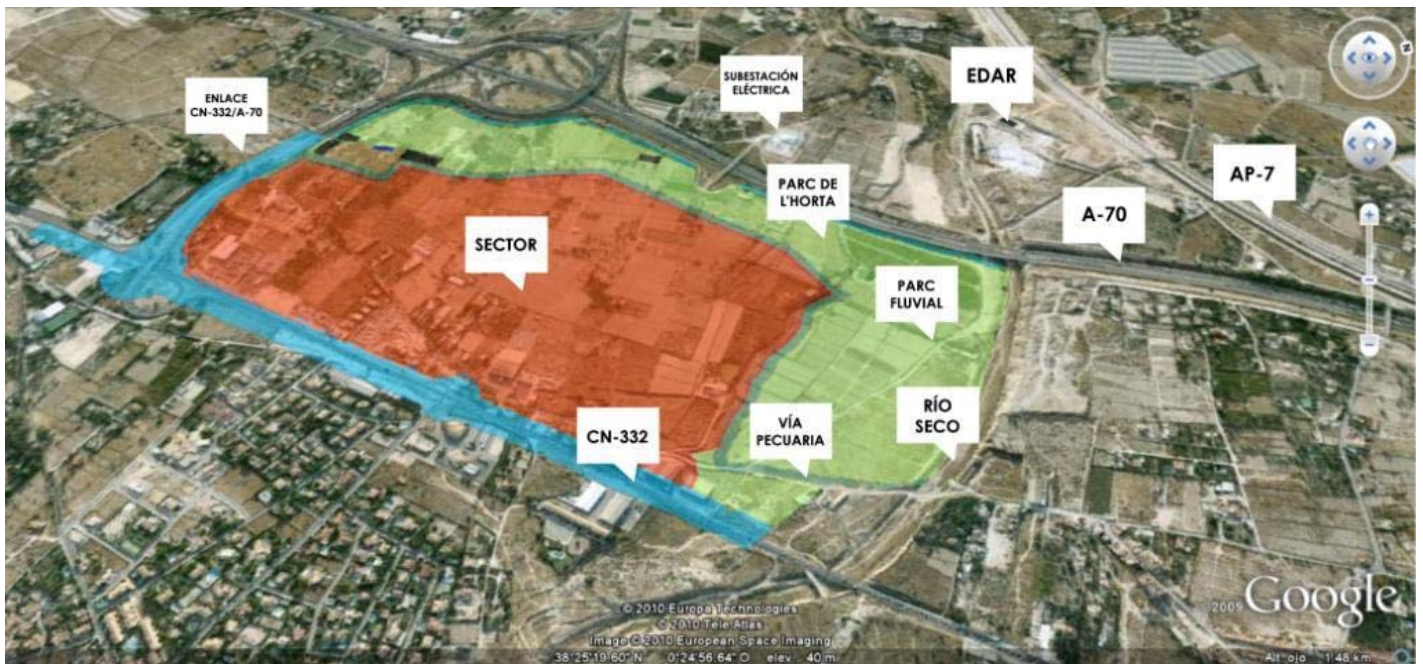 SUBESTACIÓN
ELÉCTRICA
EDAR
ENLACE
CN-332/A-70
AP-7
PARC DE
L'HORTA
A-70
SECTOR
PARC
FLUVIAL
RÍO
SECO
VÍA
PECUARIA
CN-332
© 2010 Europa Technologies
© 2010 Tele Atlas
Image © 2010 European Space Imaging
©2009 Google
38°25'19.60" N 0°24'56.64" O elev. 40 m
Alt. ojo 1.48 km